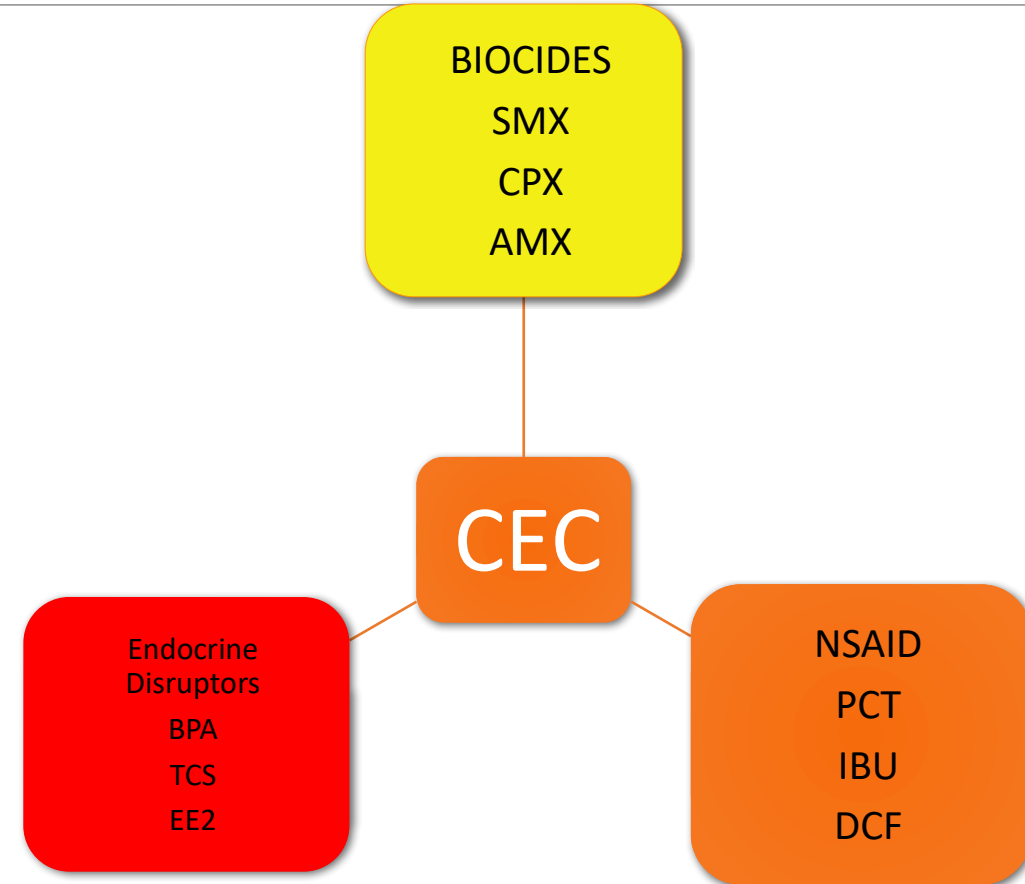 BIOCIDES
SMX
CPX
AMX
CEC
Endocrine
Disruptors
BPA
TCS
EE2
NSAID
PCT
IBU
DCF